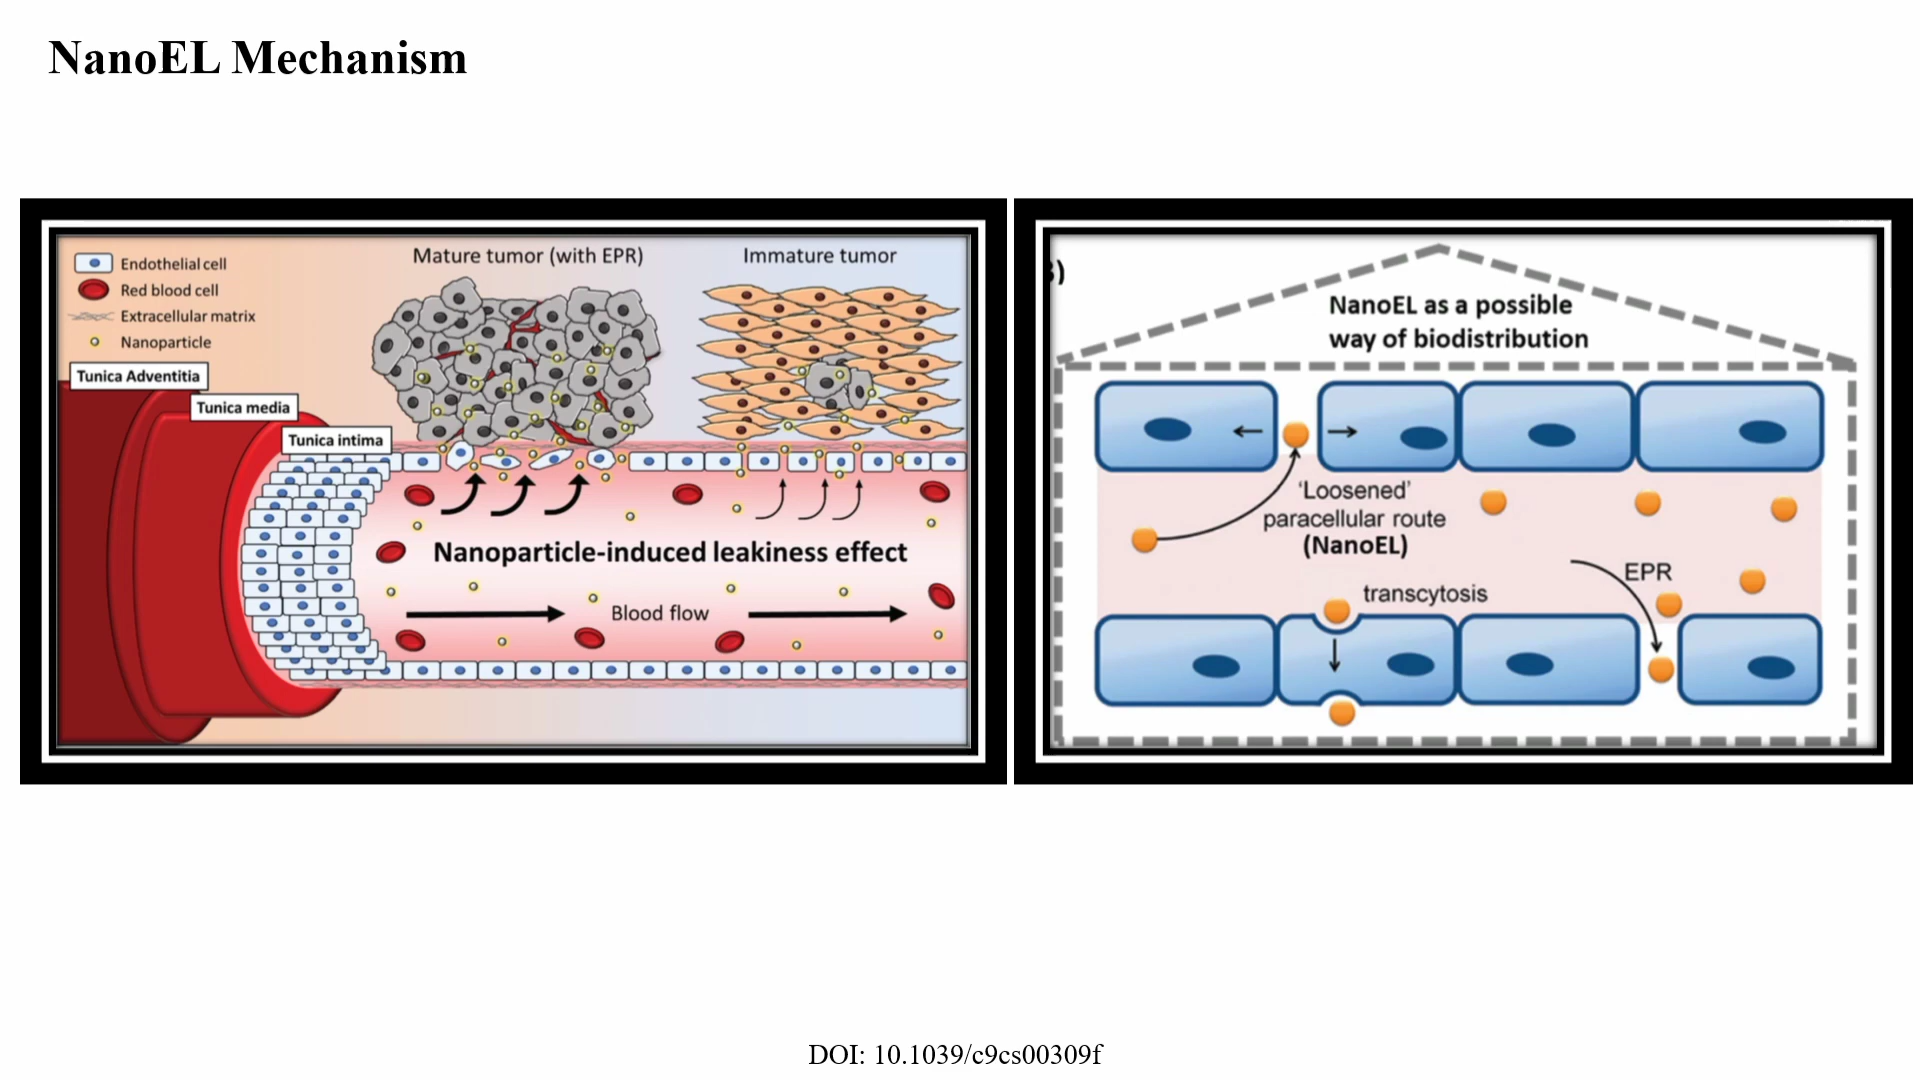 NanoEL Mechanism
Endothelial cell
Red blood cell
Extracellular matrix
Nanoparticle
Tunica Adventitia
Tunica media
Tunica intima
Mature tumor (with EPR)
Immature tumor
Nanoparticle-induced leakiness effect
Blood flow
)
NanoEL as a possible
way of biodistribution
'Loosened'
paracellular route
(NanoEL)
EPR
transcytosis
DOI: 10.1039/c9cs00309f